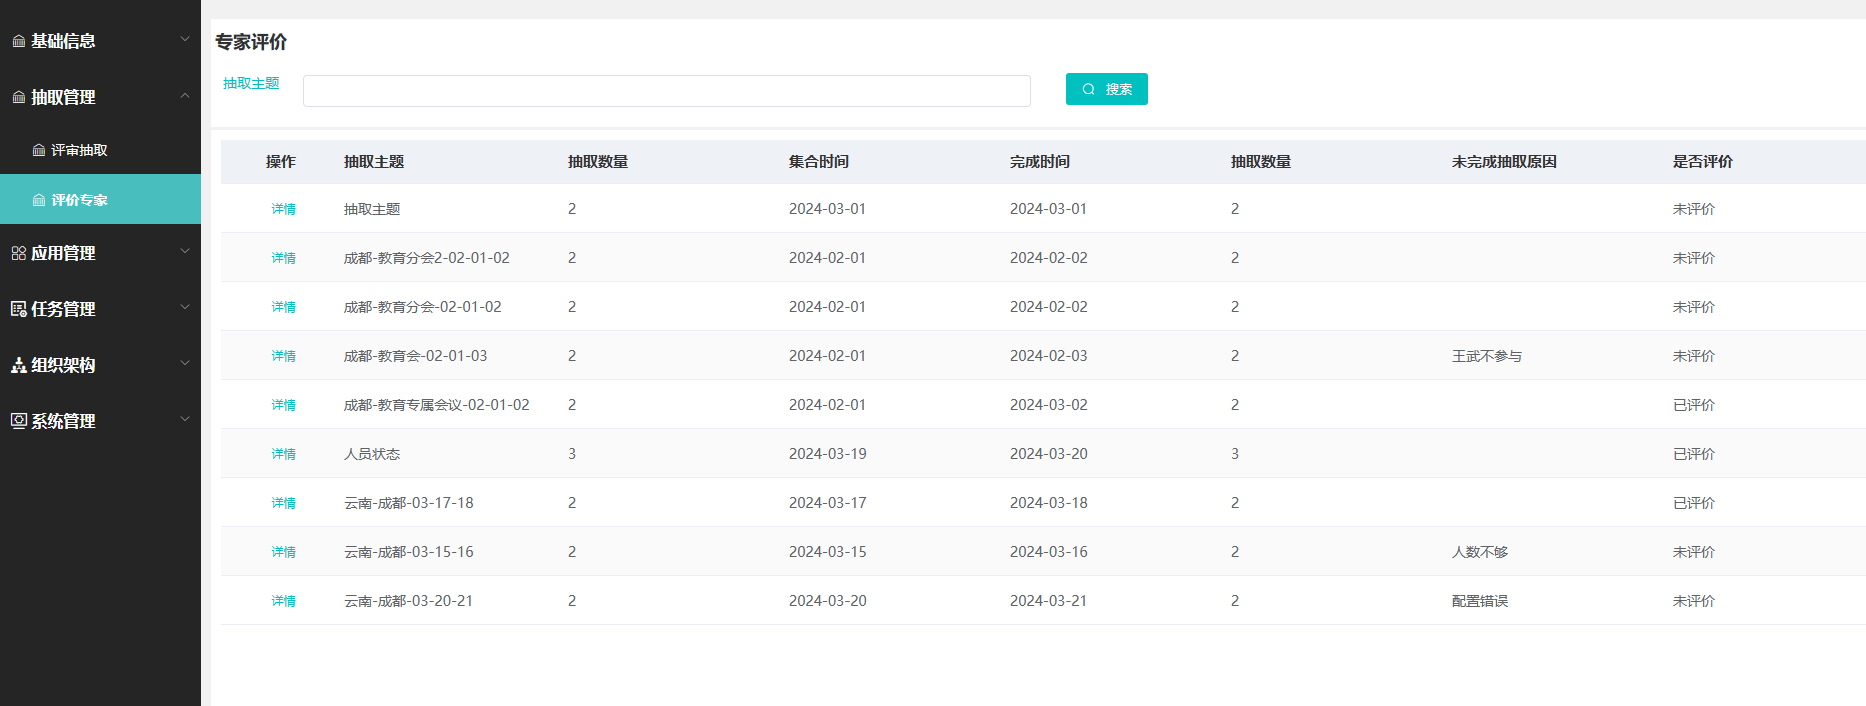 基础信息
抽取管理
评审抽取
评价专家
应用管理
任务管理
组织架构
系统管理
专家评价
抽取主题
搜索
操作 抽取主题 抽取数量 集合时间 完成时间 抽取数量 未完成抽取原因 是否评价
详情 抽取主题 2 2024-03-01 2024-03-01 2 未评价
详情 成都-教育分会2-02-01-02 2 2024-02-01 2024-02-02 2 未评价
详情 成都-教育分会-02-01-02 2 2024-02-01 2024-02-02 2 未评价
详情 成都-教育会-02-01-03 2 2024-02-01 2024-02-03 2 王武不参与 未评价
详情 成都-教育专属会议-02-01-02 2 2024-02-01 2024-03-02 2 已评价
详情 人员状态 3 2024-03-19 2024-03-20 3 已评价
详情 云南-成都-03-17-18 2 2024-03-17 2024-03-18 2 已评价
详情 云南-成都-03-15-16 2 2024-03-15 2024-03-16 2 人数不够 未评价
详情 云南-成都-03-20-21 2 2024-03-20 2024-03-21 2 配置错误 未评价